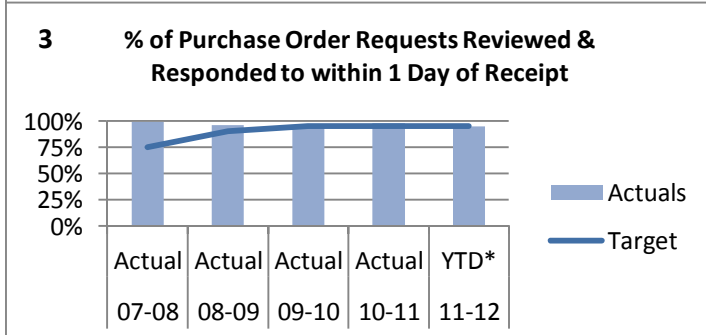 3 % of Purchase Order Requests Reviewed &
Responded to within 1 Day of Receipt
100%
75%
50%
25%
0%
Actual Actual Actual Actual YTD*
07-08 08-09 09-10 10-11 11-12
Actuals
Target